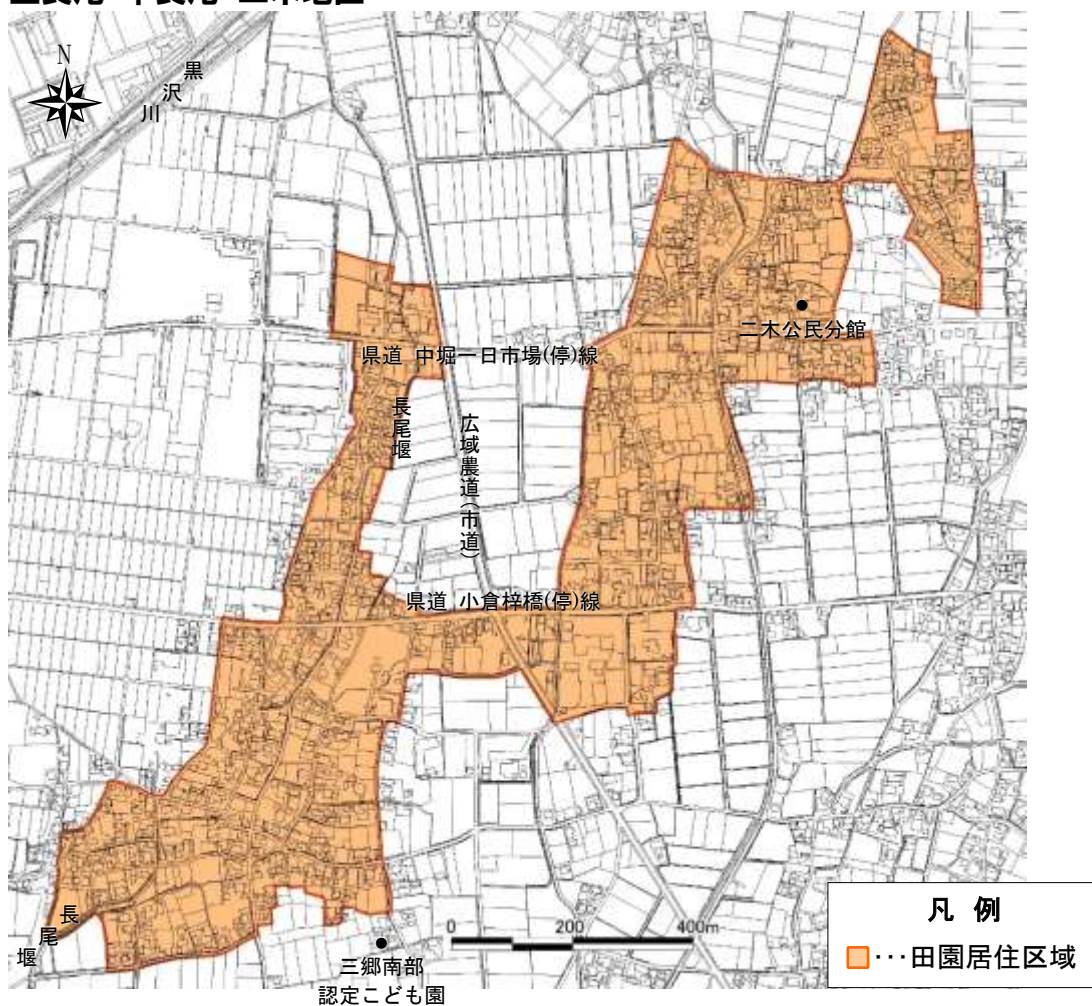 N
黒沢川
県道 中堀一日市場(停)線
二木公民分館
長尾堰
広域農道(市道)
県道 小倉梓橋(停)線
長尾堰
0 200 400m
三郷南部
認定こども園
凡 例
･･･田園居住区域